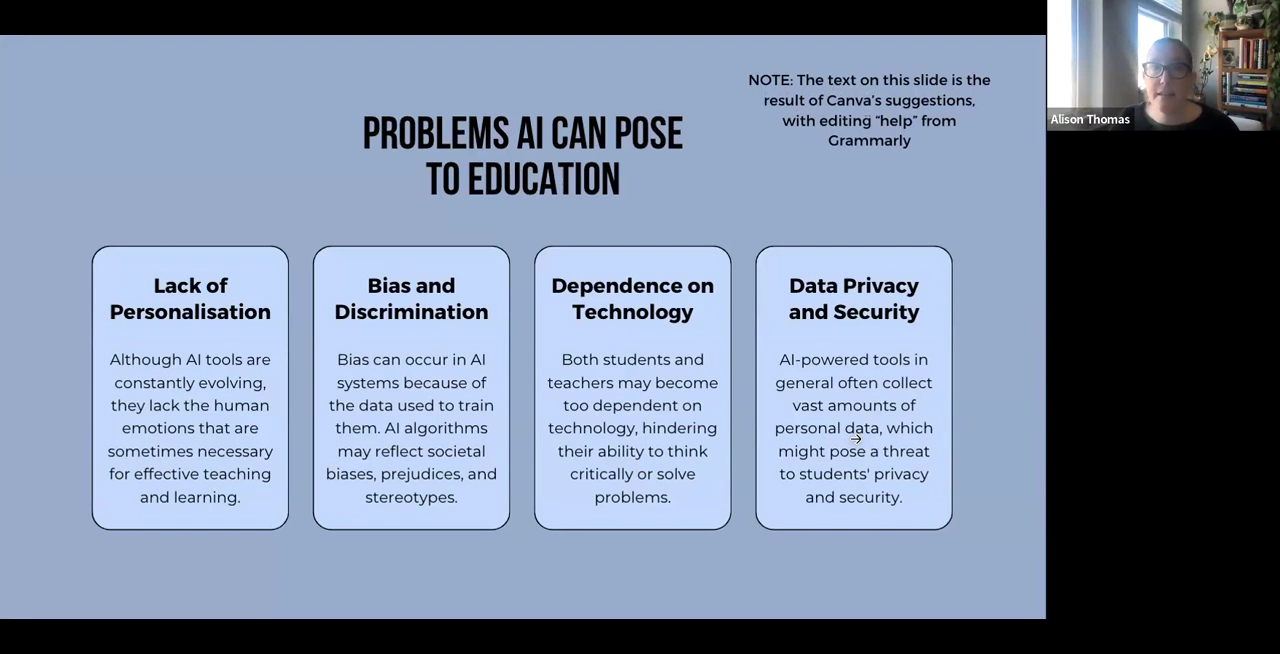 NOTE: The text on this slide is the
result of Canva's suggestions,
with editing “help” from
Grammarly
PROBLEMS AI CAN POSE
TO EDUCATION
Lack of
Personalisation
Although AI tools are
constantly evolving,
they lack the human
emotions that are
sometimes necessary
for effective teaching
and learning.
Bias and
Discrimination
Bias can occur in AI
systems because of
the data used to train
them. AI algorithms
may reflect societal
biases, prejudices, and
stereotypes.
Dependence on
Technology
Both students and
teachers may become
too dependent on
technology, hindering
their ability to think
critically or solve
problems.
Data Privacy
and Security
AI-powered tools in
general often collect
vast amounts of
personal data, which
might pose a threat
to students' privacy
and security.
Alison Thomas